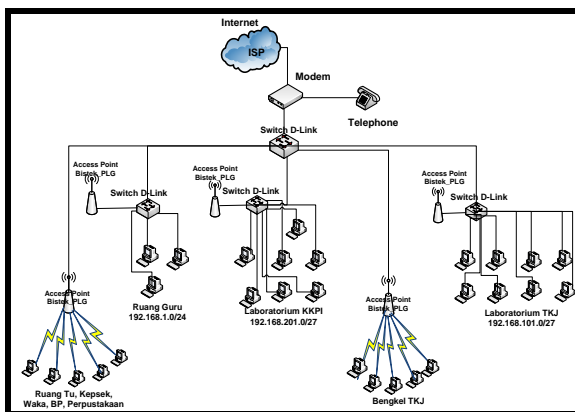 Internet
ISP
Modem
Telephone
Switch D-Link
Access Point
Bistek_PLG
Switch D-Link
Access Point
Bistek_PLG
Switch D-Link
Access Point
Bistek_PLG
Switch D-Link
Access Point
Bistek_PLG
Ruang Guru
192.168.1.0/24
Laboratorium KKPI
192.168.201.0/27
Access Point
Bistek_PLG
Laboratorium TKJ
192.168.101.0/27
Ruang Tu, Kepsek,
Waka, BP, Perpustakaan
Bengkel TKJ